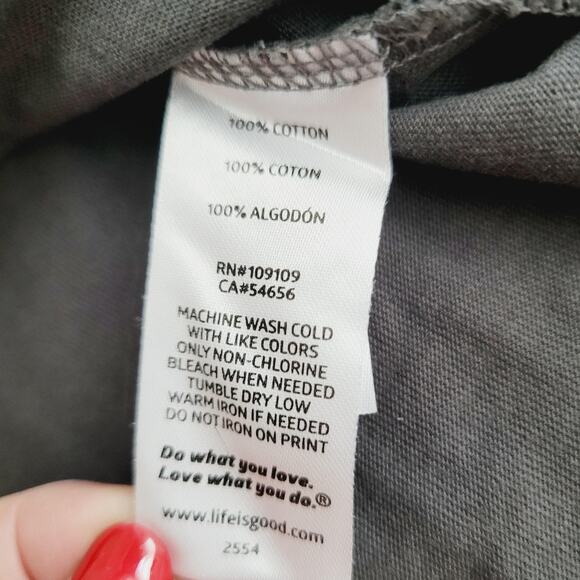 100% COTTON
100% COTON
100% ALGODÓN
RN#109109
CA#54656
MACHINE WASH COLD
WITH LIKE COLORS
ONLY NON-CHLORINE
BLEACH WHEN NEEDED
TUMBLE DRY LOW
WARM IRON IF NEEDED
DO NOT IRON ON PRINT
Do what you love.
Love what you do.®
www.lifeisgood.com
2554